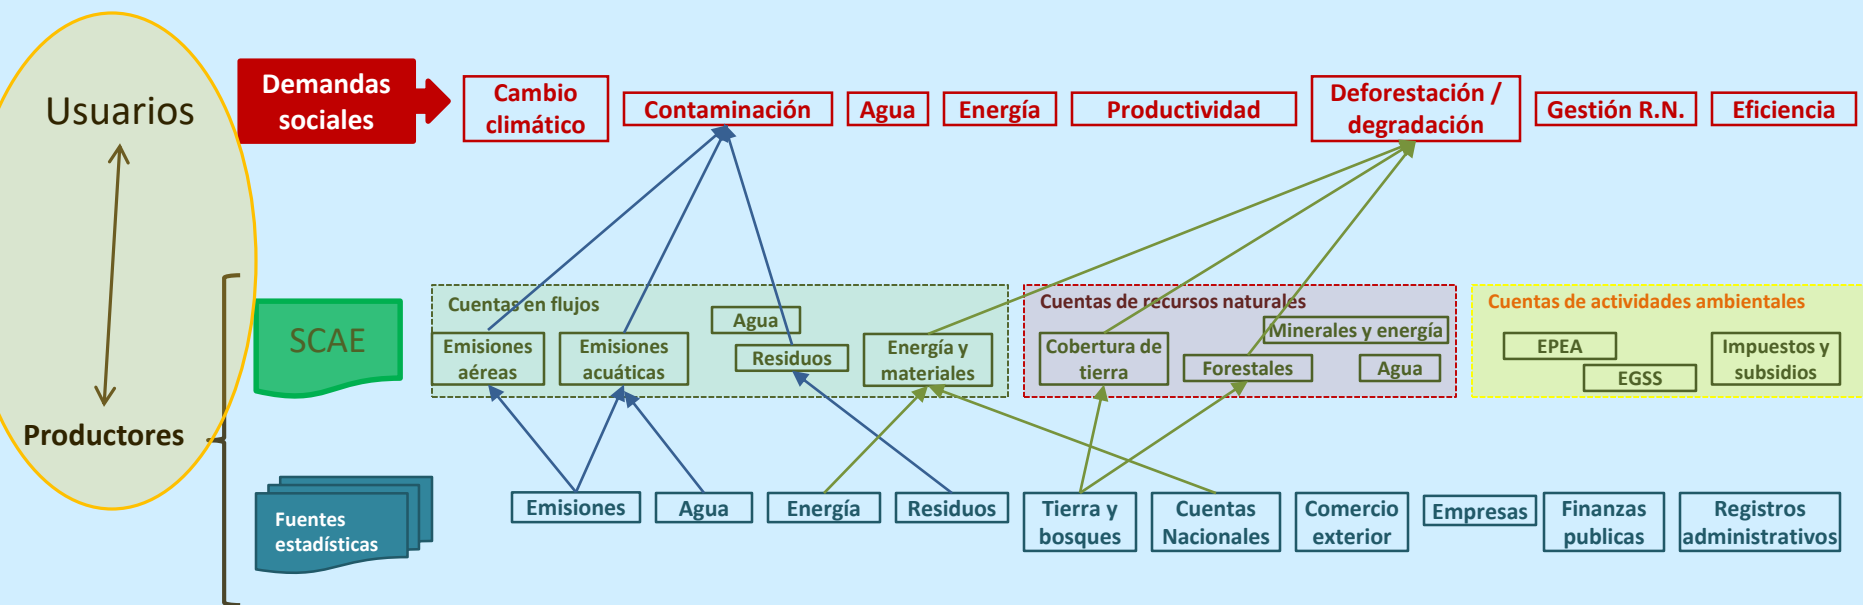 Usuarios
Demandas
sociales
Cambio
climático
Contaminación
Agua
Energía
Productividad
Deforestación /
degradación
Gestión R.N.
Eficiencia
SCAE
Cuentas en flujos
Emisiones
aéreas
Emisiones
acuáticas
Agua
Residuos
Energía y
materiales
Cuentas de recursos naturales
Cobertura de
tierra
Minerales y energía
Forestales
Agua
Cuentas de actividades ambientales
EPEA
EGSS
Impuestos y
subsidios
Productores
Fuentes
estadísticas
Emisiones
Agua
Energía
Residuos
Tierra y
bosques
Cuentas
Nacionales
Comercio
exterior
Empresas
Finanzas
publicas
Registros
administrativos